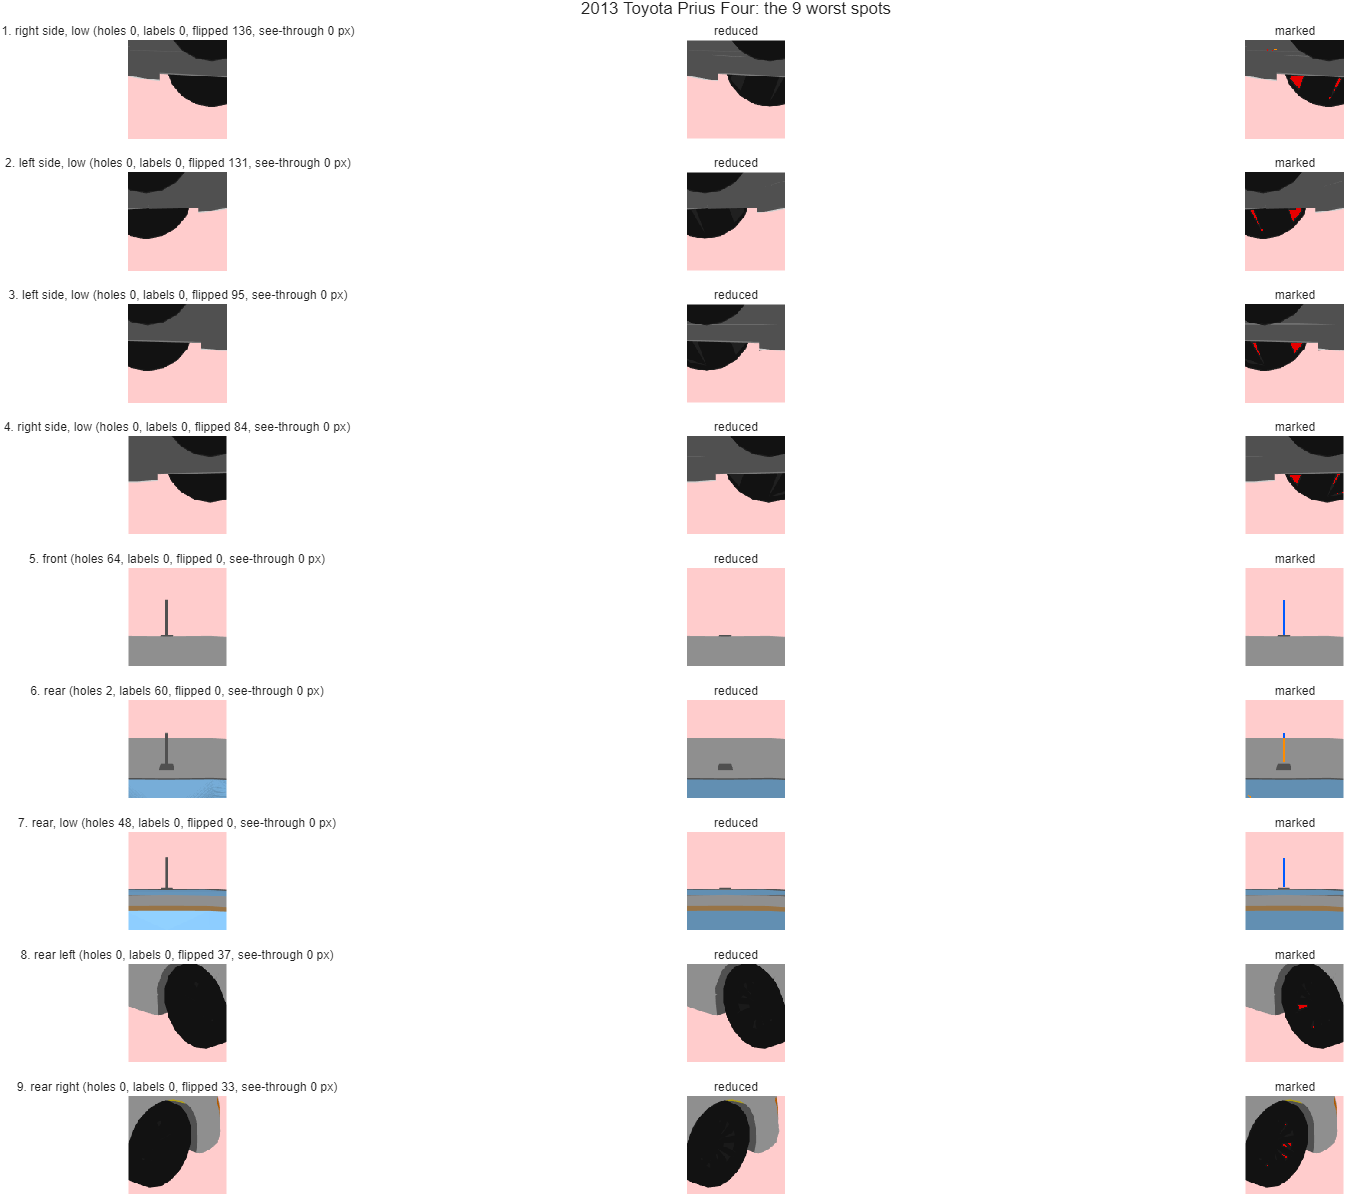 2013 Toyota Prius Four: the 9 worst spots
1. right side, low (holes 0, labels 0, flipped 136, see-through 0 px) reduced marked
2. left side, low (holes 0, labels 0, flipped 131, see-through 0 px) reduced marked
3. left side, low (holes 0, labels 0, flipped 95, see-through 0 px) reduced marked
4. right side, low (holes 0, labels 0, flipped 84, see-through 0 px) reduced marked
5. front (holes 64, labels 0, flipped 0, see-through 0 px) reduced marked
6. rear (holes 2, labels 60, flipped 0, see-through 0 px) reduced marked
7. rear, low (holes 48, labels 0, flipped 0, see-through 0 px) reduced marked
8. rear left (holes 0, labels 0, flipped 37, see-through 0 px) reduced marked
9. rear right (holes 0, labels 0, flipped 33, see-through 0 px) reduced marked